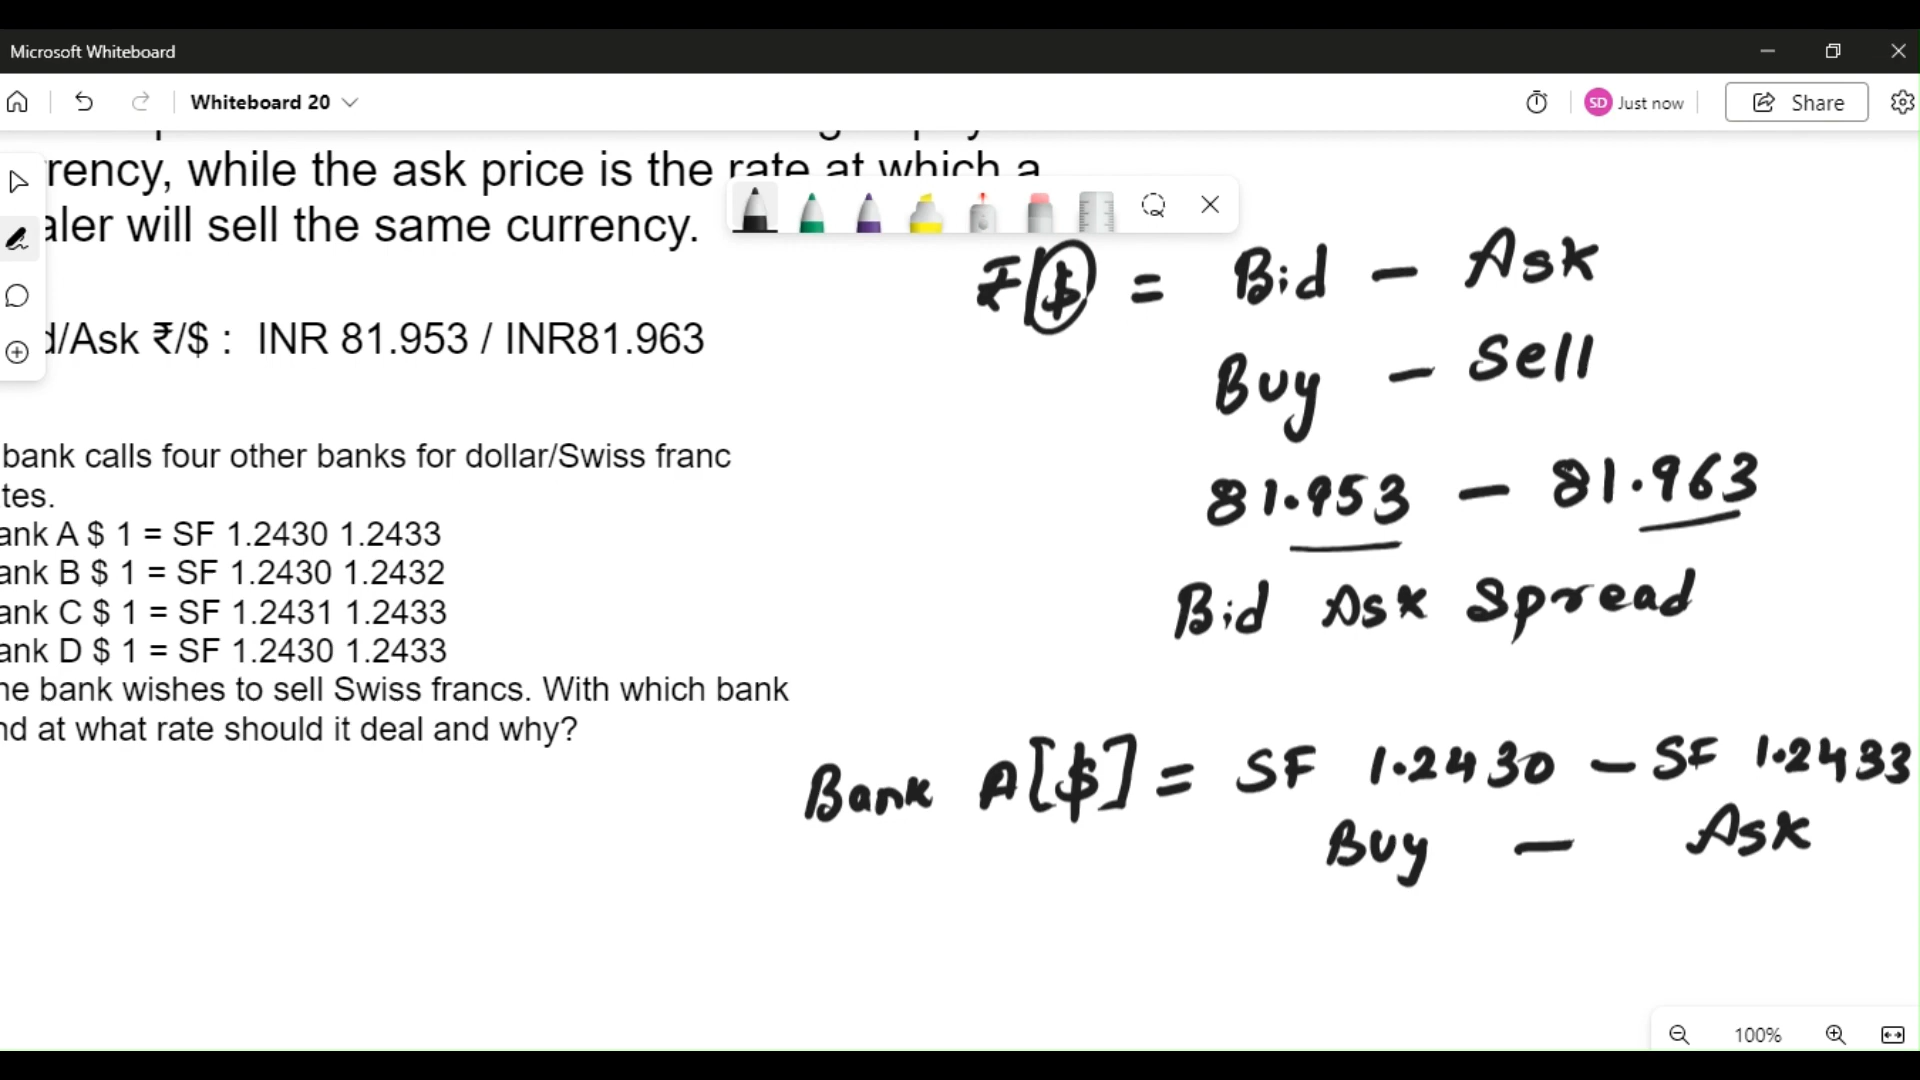 Microsoft Whiteboard
Whiteboard 20
SD Just now
Share
rency, while the ask price is the rate at which a
aler will sell the same currency.
₹/$ = Bid - Ask
d/Ask ₹/$ : INR 81.953 / INR81.963
Buy - Sell
bank calls four other banks for dollar/Swiss franc
tes.
81.953 - 81.963
ank A $ 1 = SF 1.2430 1.2433
ank B $ 1 = SF 1.2430 1.2432
ank C $ 1 = SF 1.2431 1.2433
Bid Ask Spread
ank D $ 1 = SF 1.2430 1.2433
he bank wishes to sell Swiss francs. With which bank
nd at what rate should it deal and why?
Bank A[$] = SF 1.2430 - SF 1.2433
Buy - Ask
100%